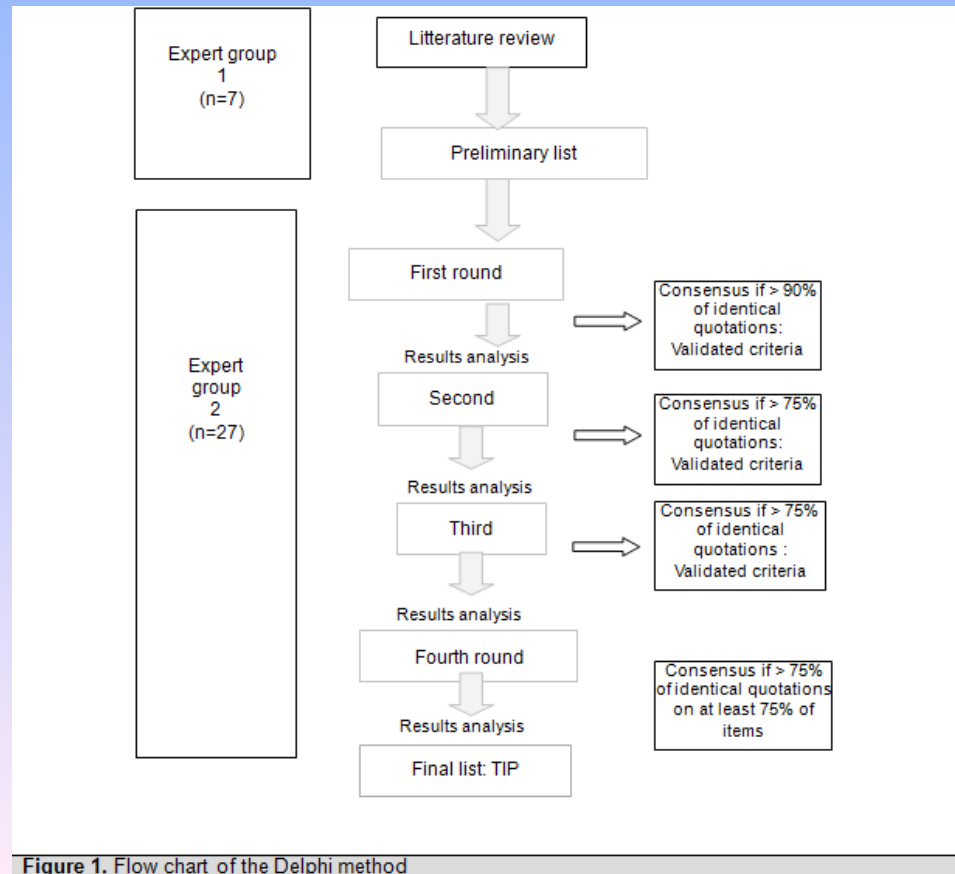 Expert group
1
(n=7)
Litterature review
Preliminary list
Expert
group
2
(n=27)
First round
Consensus if > 90%
of identical
quotations:
Validated criteria
Results analysis
Second
Consensus if > 75%
of identical
quotations:
Validated criteria
Results analysis
Third
Consensus if > 75%
of identical
quotations :
Validated criteria
Results analysis
Fourth round
Consensus if > 75%
of identical quotations
on at least 75% of
items
Results analysis
Final list: TIP
Figure 1. Flow chart of the Delphi method